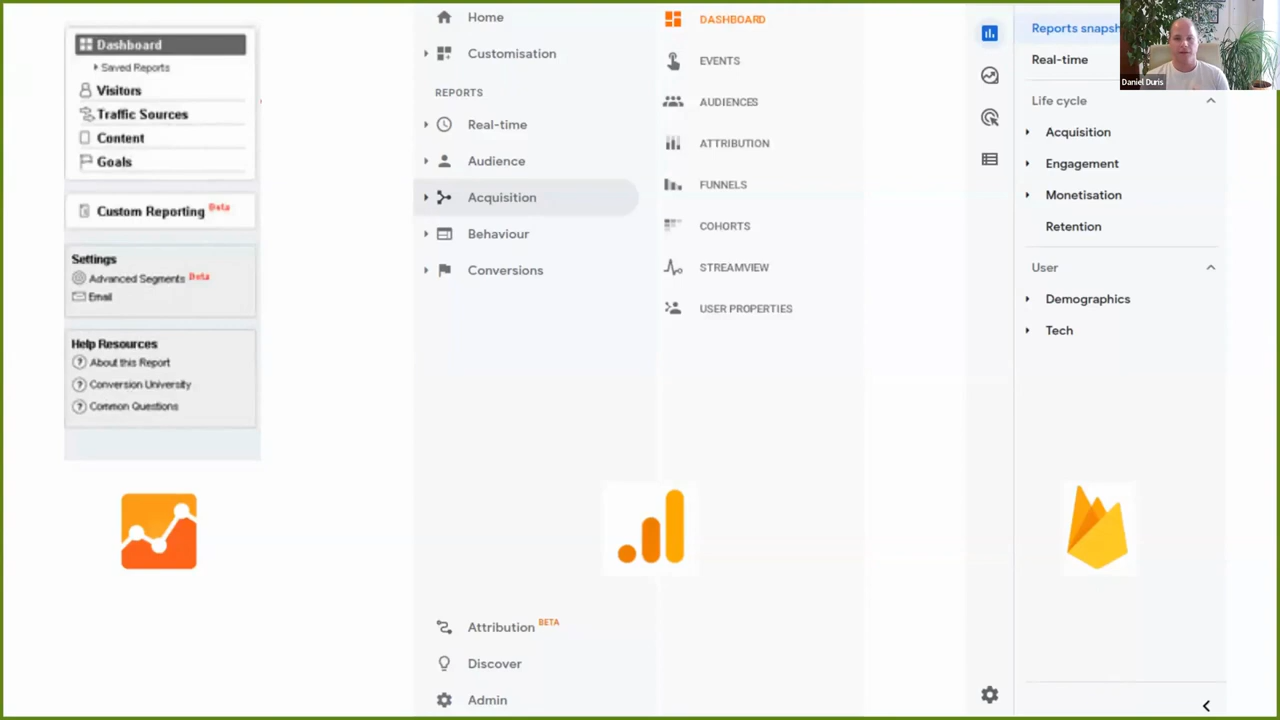 Dashboard
Saved Reports
Visitors
Traffic Sources
Content
Goals
Custom Reporting Beta
Settings
Advanced Segments Beta
Email
Help Resources
About this Report
Conversion University
Common Questions
Home
Customisation
REPORTS
Real-time
Audience
Acquisition
Behaviour
Conversions
Attribution BETA
Discover
Admin
DASHBOARD
EVENTS
AUDIENCES
ATTRIBUTION
FUNNELS
COHORTS
STREAMVIEW
USER PROPERTIES
Reports snaps
Real-time
Life cycle
Acquisition
Engagement
Monetisation
Retention
User
Demographics
Tech
Daniel Duris